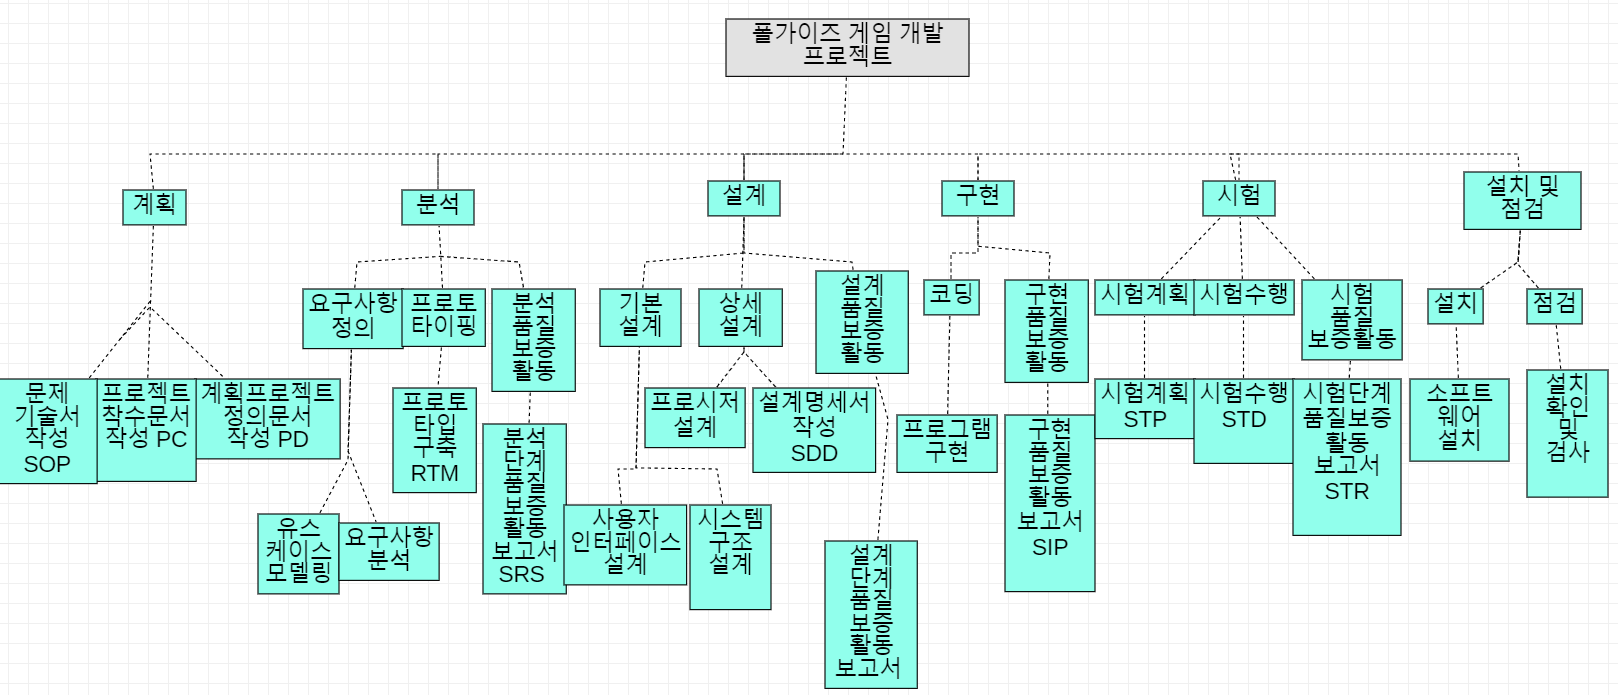 폴가이즈 게임 개발
프로젝트
계획
분석
설계
구현
시험
설치 및
점검
요구사항
정의
프로토
타이핑
분석
품질
보증
활동
기본
설계
상세
설계
설계
품질
보증
활동
코딩
구현
품질
보증
활동
시험계획
시험수행
시험
품질
보증활동
설치
점검
문제
기술서
작성
SOP
프로젝트
착수문서
작성 PC
계획프로젝트
정의문서
작성 PD
프로토
타입
구축
RTM
분석
단계
품질
보증
활동
보고서
SRS
유스
케이스
모델링
요구사항
분석
프로시저
설계
설계명세서
작성
SDD
사용자
인터페이스
설계
시스템
구조
설계
설계
단계
품질
보증
활동
보고서
프로그램
구현
구현
품질
보증
활동
보고서
SIP
시험계획
STP
시험수행
STD
시험단계
품질보증
활동
보고서
STR
소프트
웨어
설치
설치
확인
및
검사